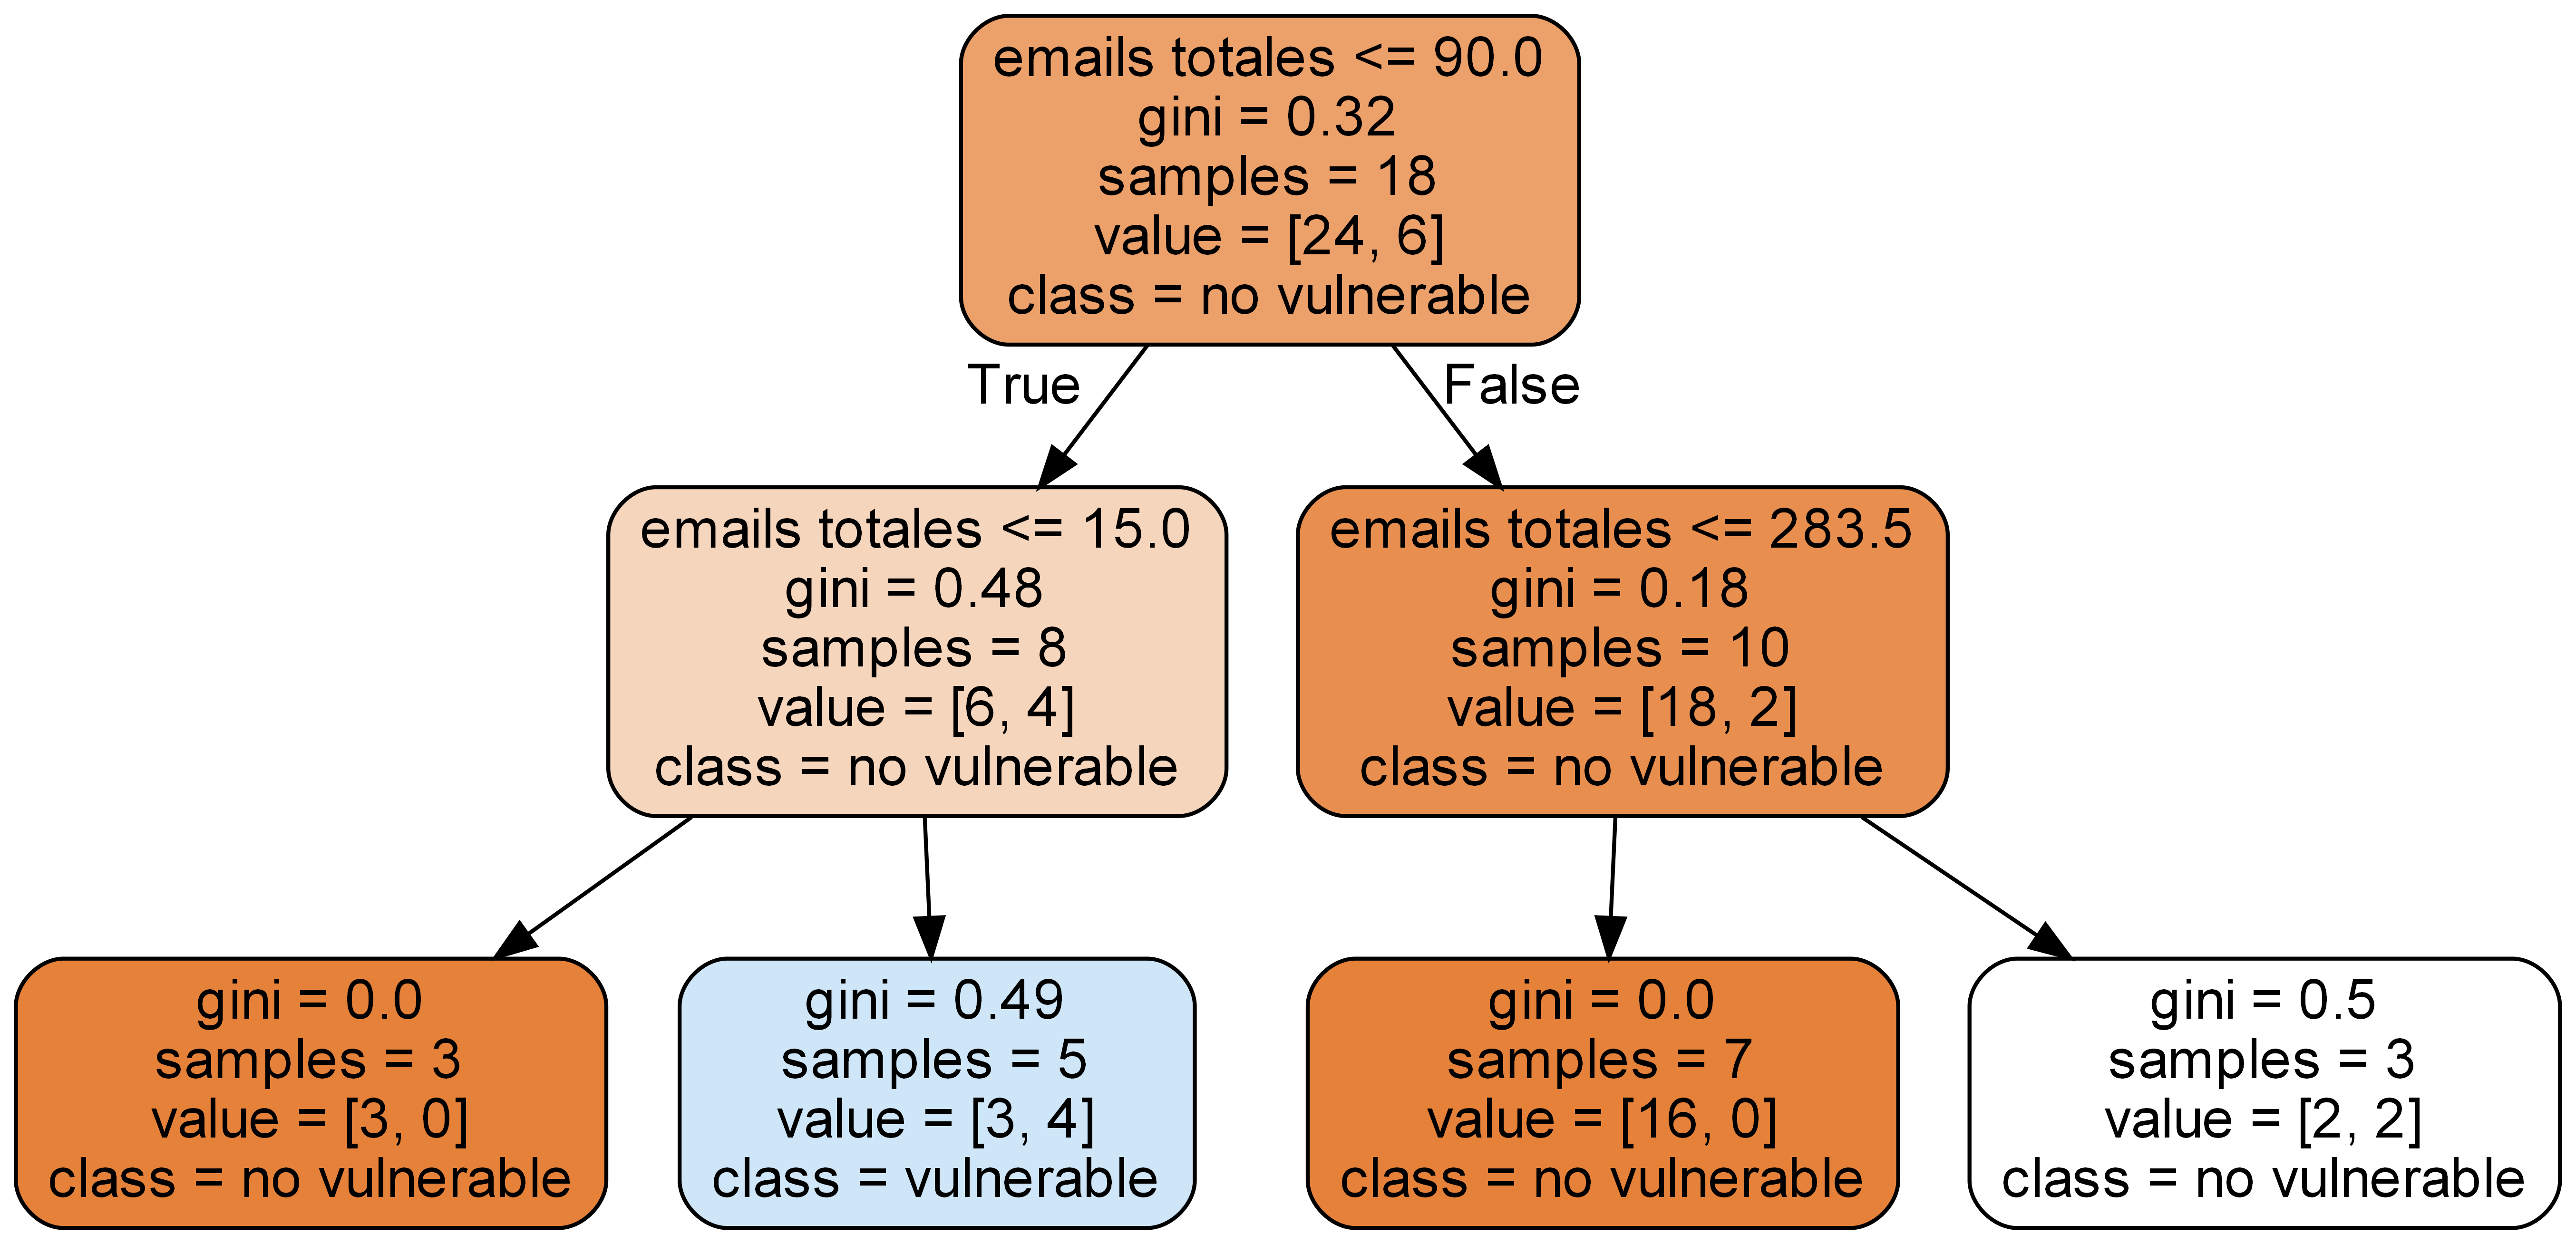 emails totales <= 90.0
gini = 0.32
samples = 18
value = [24, 6]
class = no vulnerable
True
False
emails totales <= 15.0
gini = 0.48
samples = 8
value = [6, 4]
class = no vulnerable
emails totales <= 283.5
gini = 0.18
samples = 10
value = [18, 2]
class = no vulnerable
gini = 0.0
samples = 3
value = [3, 0]
class = no vulnerable
gini = 0.49
samples = 5
value = [3, 4]
class = vulnerable
gini = 0.0
samples = 7
value = [16, 0]
class = no vulnerable
gini = 0.5
samples = 3
value = [2, 2]
class = no vulnerable